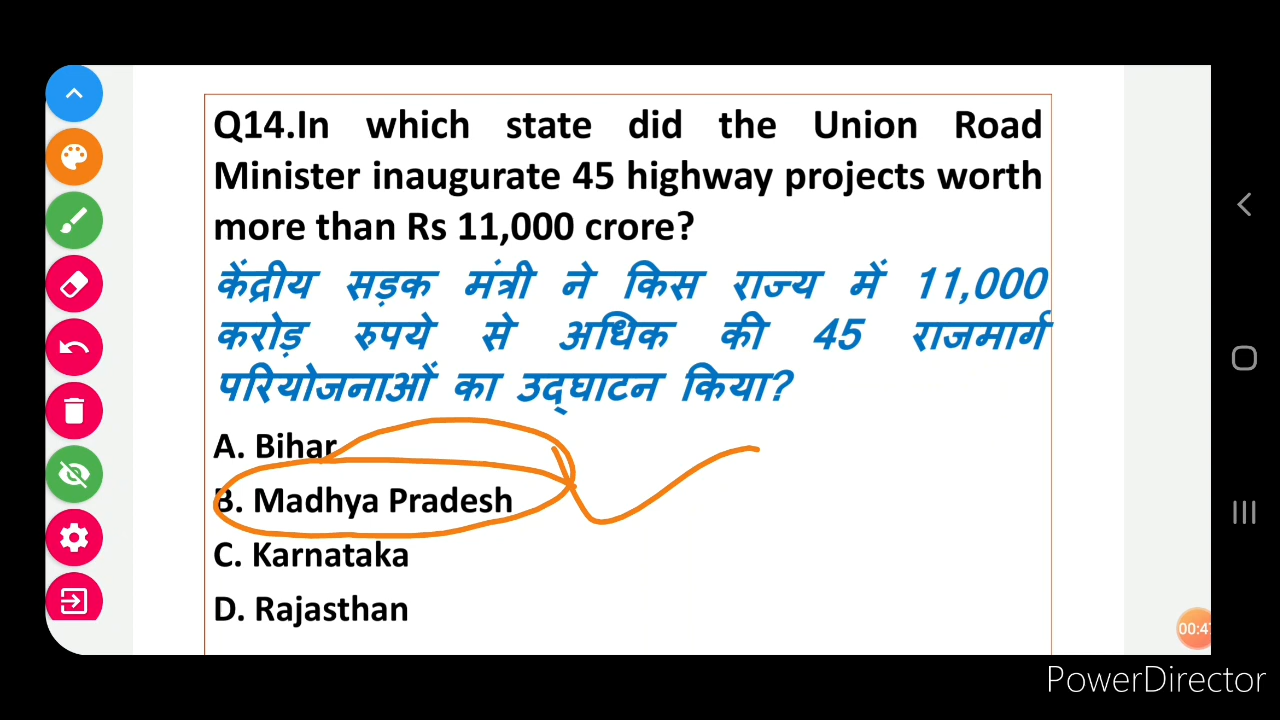 Q14.In which state did the Union Road
Minister inaugurate 45 highway projects worth
more than Rs 11,000 crore?
केंद्रीय सड़क मंत्री ने किस राज्य में 11,000
करोड़ रुपये से अधिक की 45 राजमार्ग
परियोजनाओं का उद्घाटन किया?
A. Bihar
B. Madhya Pradesh
C. Karnataka
D. Rajasthan
PowerDirector